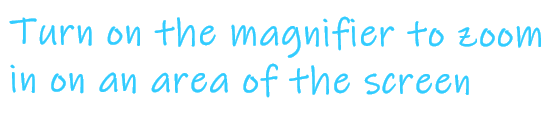 Turn on the magnifier to zoom
in on an area of the screen